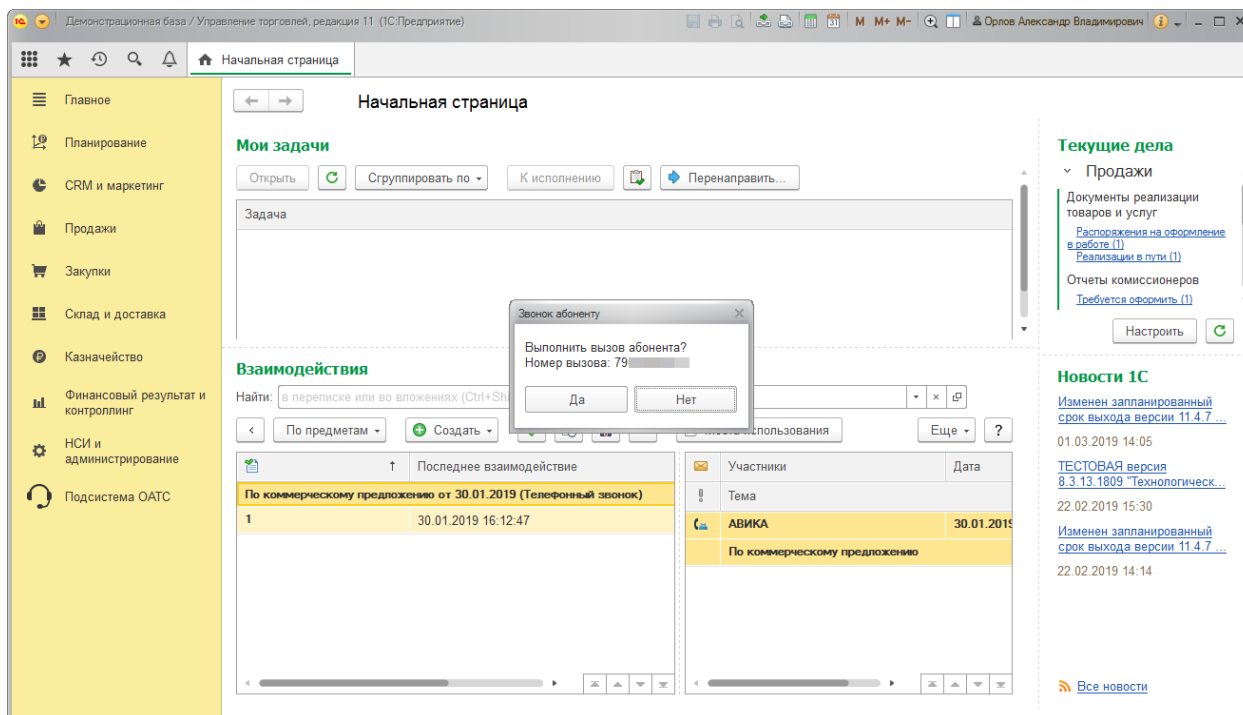 Демонстрационная база / Управление торговлей, редакция 11 (1С:Предприятие)
M M+ M-
Орлов Александр Владимирович
Начальная страница
Главное
Планирование
CRM и маркетинг
Продажи
Закупки
Склад и доставка
Казначейство
Финансовый результат и
контроллинг
НСИ и
администрирование
Подсистема ОАТС
Начальная страница
Мои задачи
Открыть
Сгруппировать по
К исполнению
Перенаправить...
Задача
Звонок абоненту
Выполнить вызов абонента?
Номер вызова: 79
Да
Нет
Взаимодействия
Найти:
в переписке или во вложениях (Ctrl+Sh
По предметам
Создать
использования
Еще
?
Последнее взаимодействие
По коммерческому предложению от 30.01.2019 (Телефонный звонок)
1
30.01.2019 16:12:47
Участники
Дата
Тема
АВИКА
30.01.2019
По коммерческому предложению
Текущие дела
Продажи
Документы реализации
товаров и услуг
Распоряжения на оформление
в работе (1)
Реализации в пути (1)
Отчеты комиссионеров
Требуется оформить (1)
Настроить
Новости 1С
Изменен запланированный
срок выхода версии 11.4.7 ...
01.03.2019 14:05
ТЕСТОВАЯ версия
8.3.13.1809 "Технологическ...
22.02.2019 15:30
Изменен запланированный
срок выхода версии 11.4.7 ...
22.02.2019 14:14
Все новости